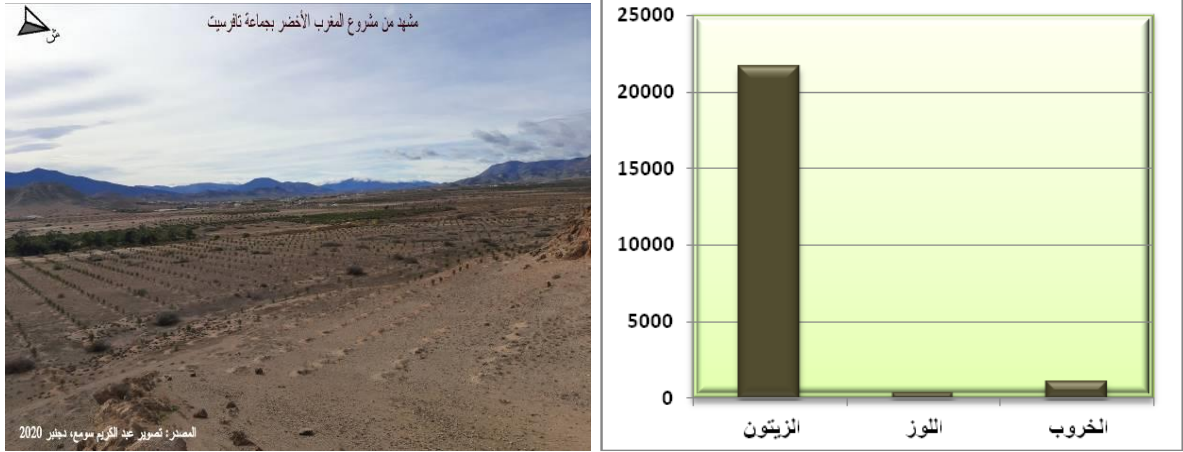 مشهد من مشروع المغرب الأخضر بجماعة تافرسيت
ش
المصدر: تصوير عبد الكريم سومع، دجنبر 2020
25000
20000
15000
10000
5000
0
الزيتون
اللوز
الخروب